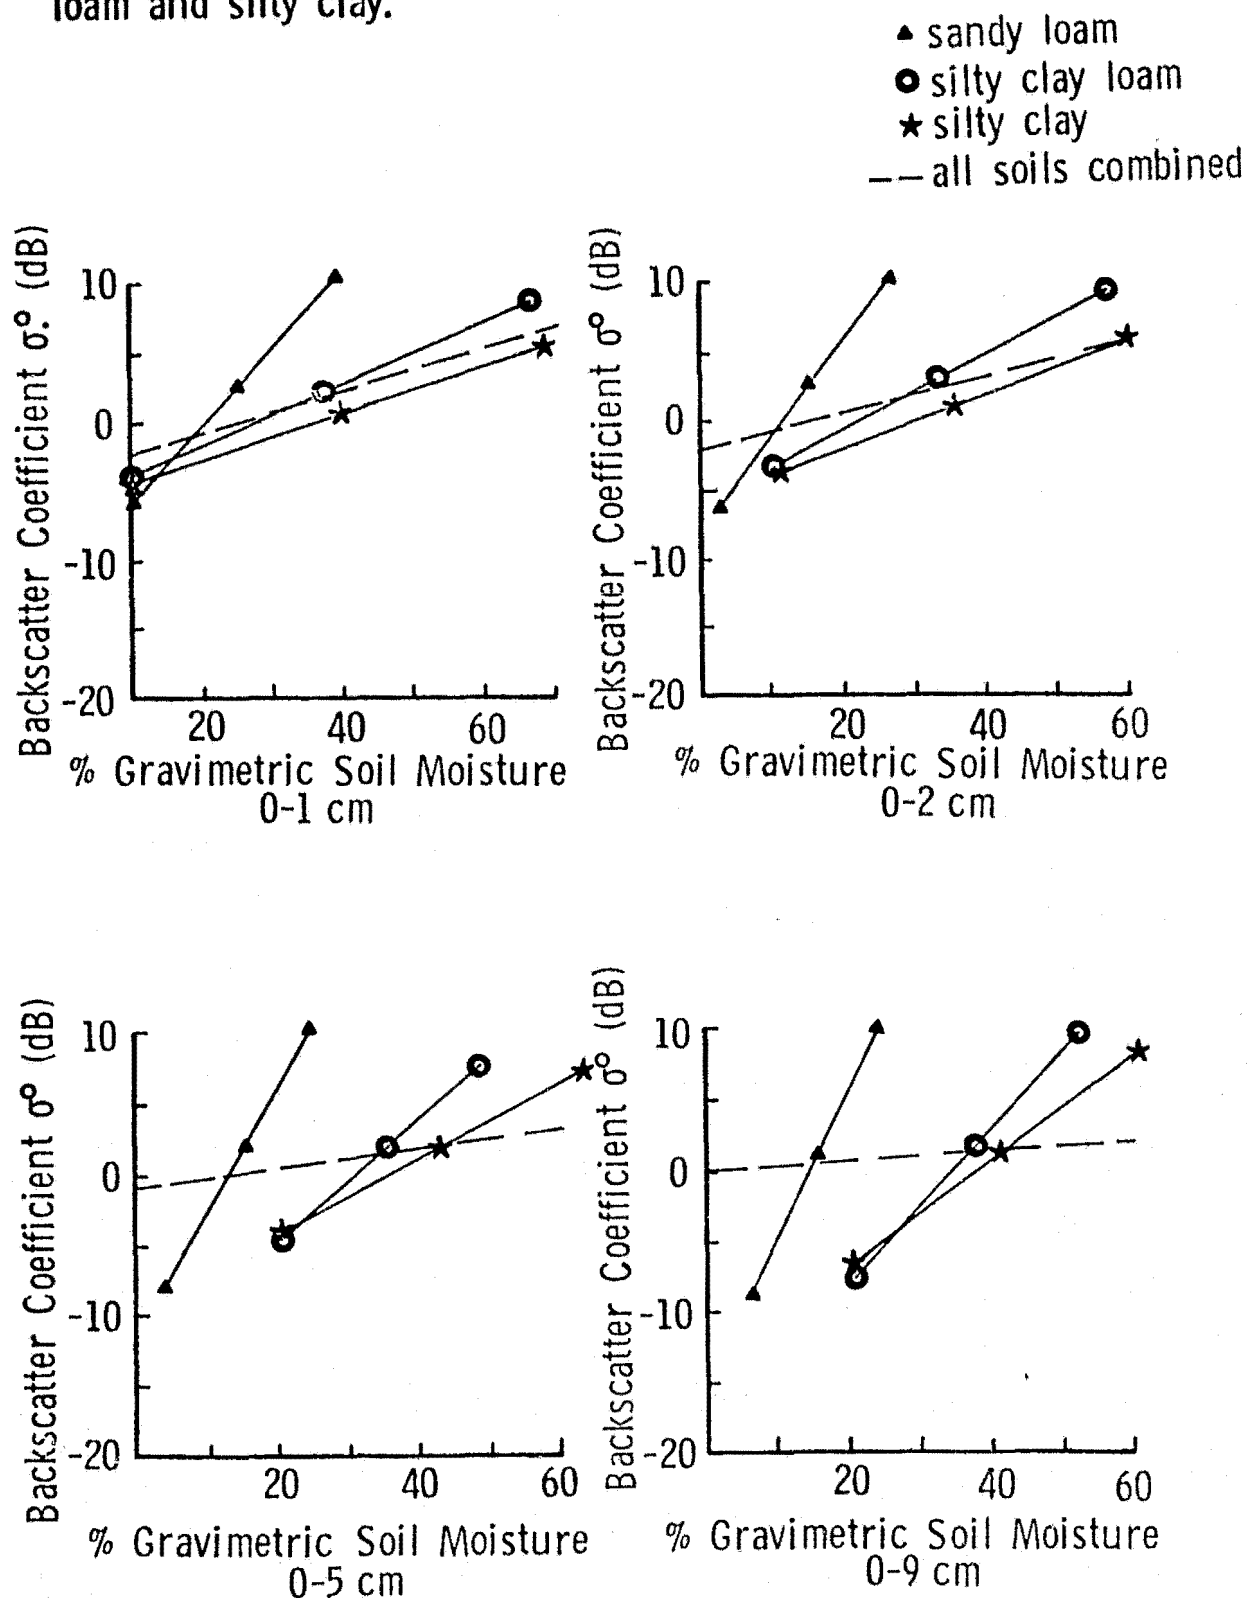 loam and silty clay.
sandy loam
silty clay loam
silty clay
all soils combined
Backscatter Coefficient σ.° (dB)
10
0
-10
-20
20 40 60
% Gravimetric Soil Moisture
0-1 cm
Backscatter Coefficient σ° (dB)
10
0
-10
-20
20 40 60
% Gravimetric Soil Moisture
0-2 cm
Backscatter Coefficient σ° (dB)
10
0
-10
-20
20 40 60
% Gravimetric Soil Moisture
0-5 cm
Backscatter Coefficient σ° (dB)
10
0
-10
-20
20 40 60
% Gravimetric Soil Moisture
0-9 cm